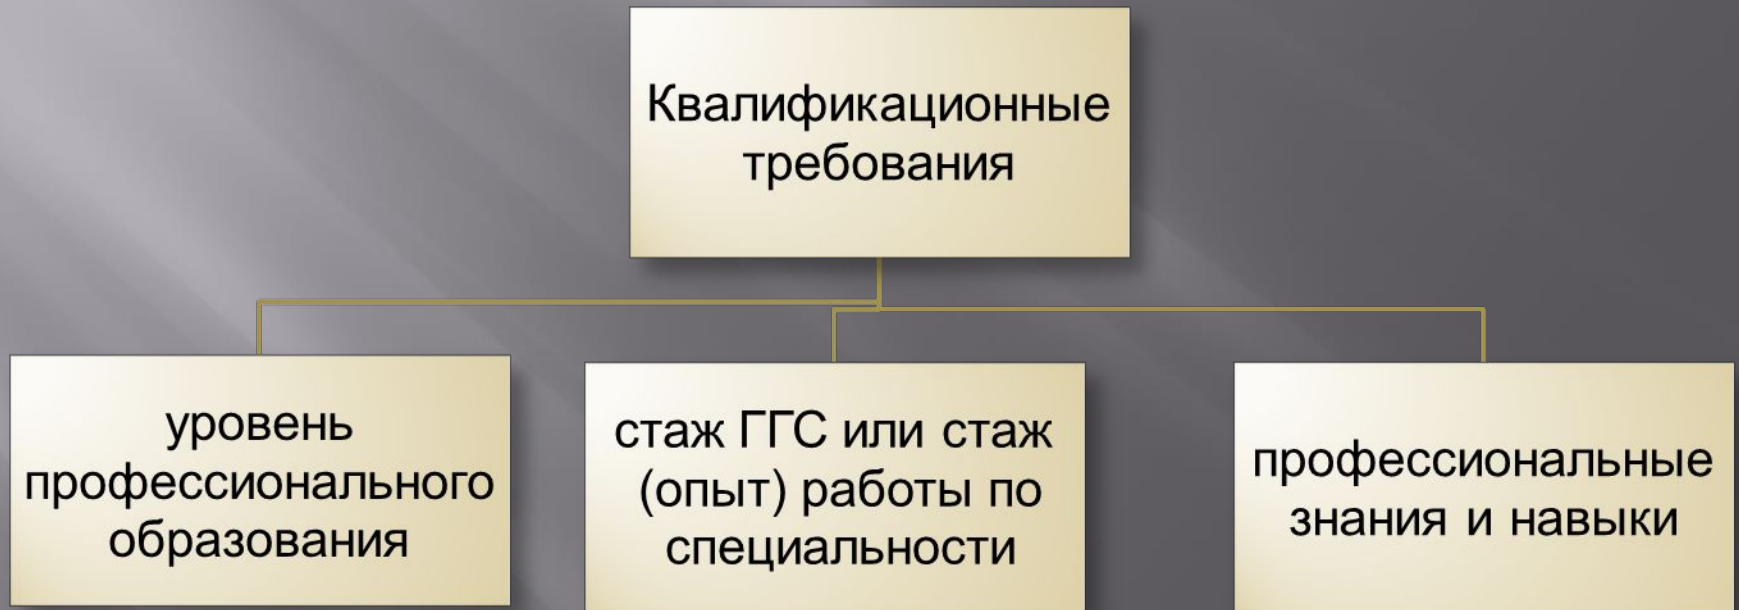 Квалификационные
требования
уровень
профессионального
образования
стаж ГГС или стаж
(опыт) работы по
специальности
профессиональные
знания и навыки